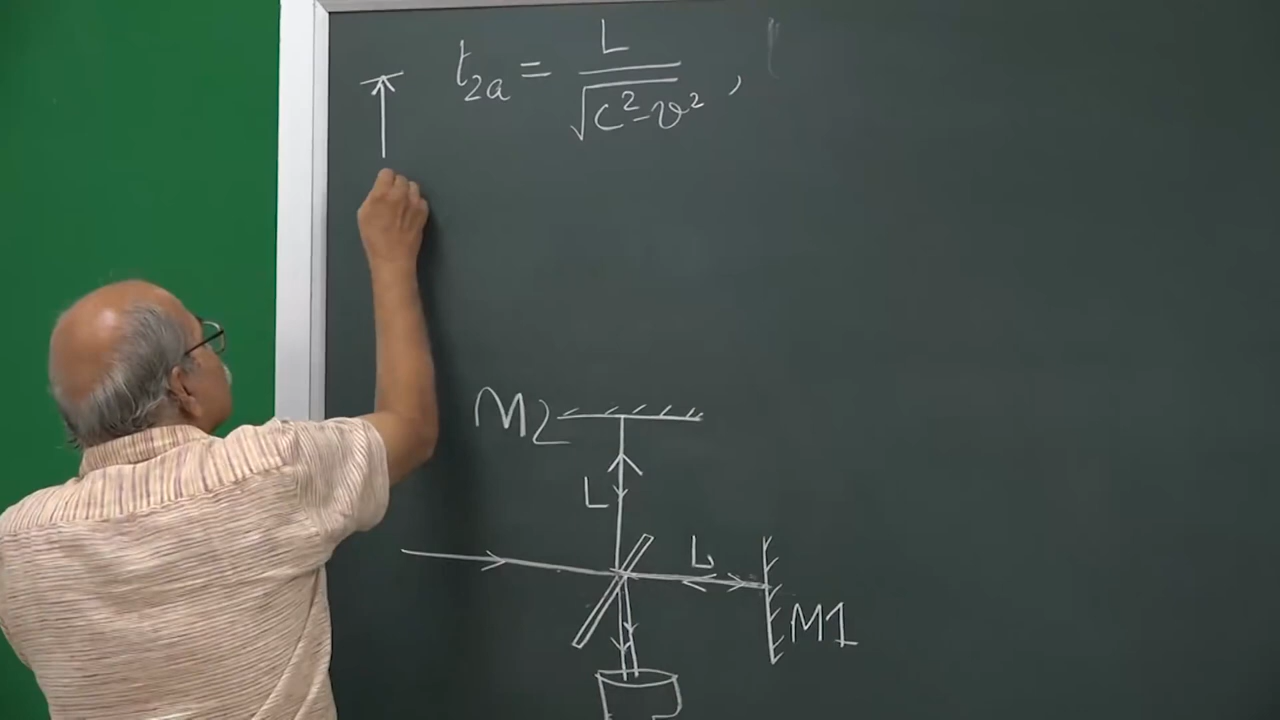 t₂ₐ = L / √(c²-v²) ,
M2
L
L
M1